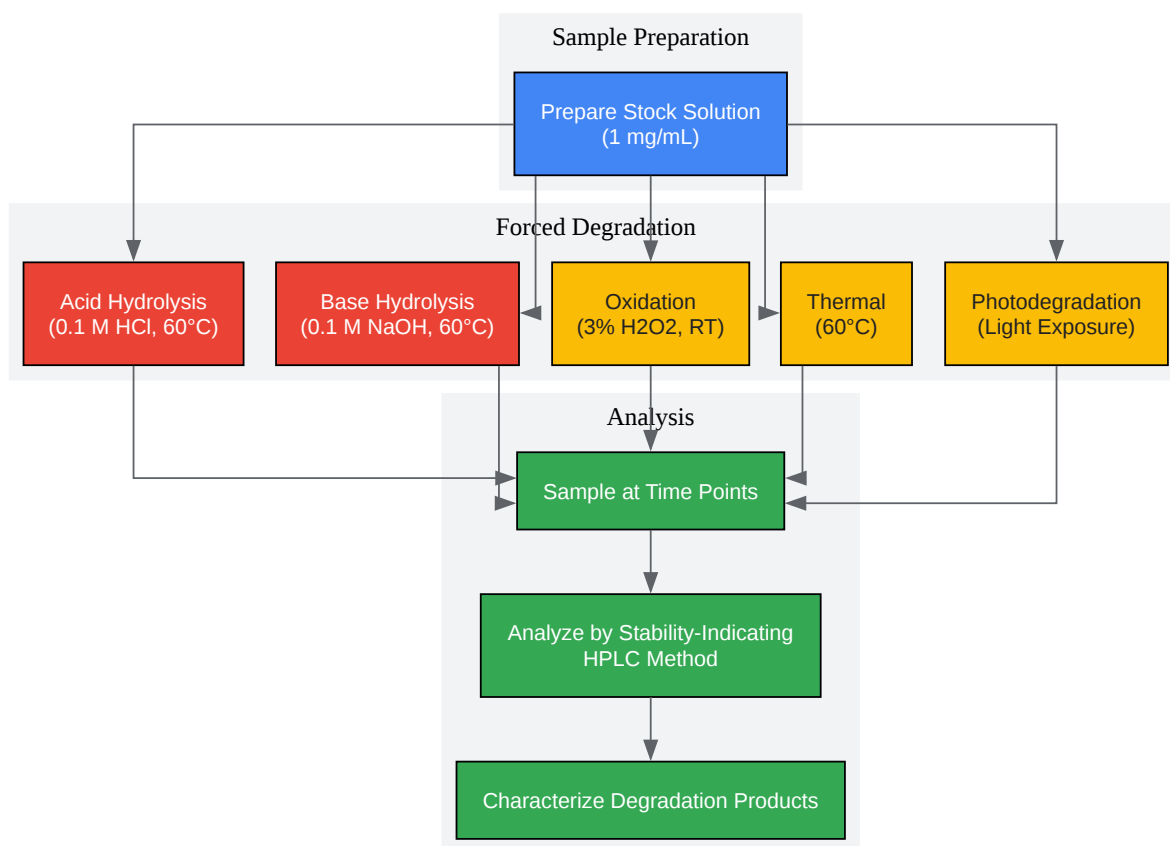 Sample Preparation
Prepare Stock Solution
(1 mg/mL)
Forced Degradation
Acid Hydrolysis
(0.1 M HCl, 60°C)
Base Hydrolysis
(0.1 M NaOH, 60°C)
Oxidation
(3% H2O2, RT)
Thermal
(60°C)
Photodegradation
(Light Exposure)
Analysis
Sample at Time Points
Analyze by Stability-Indicating
HPLC Method
Characterize Degradation Products